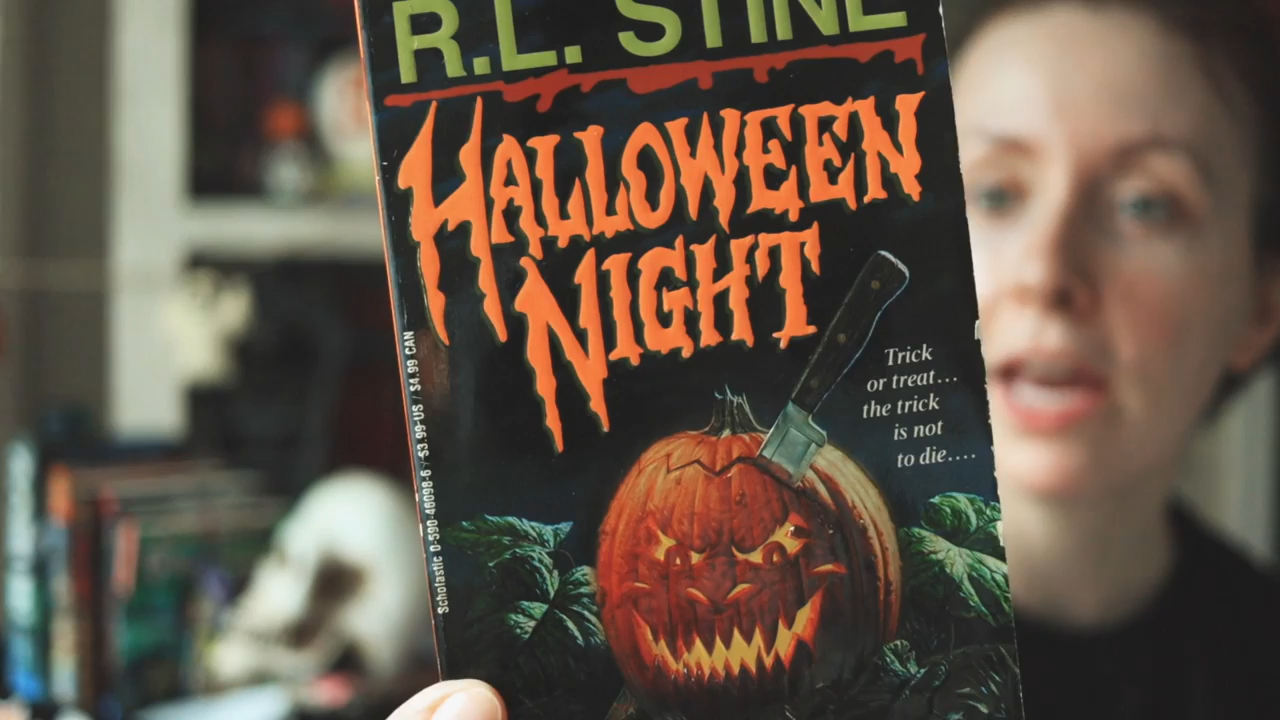 R.L. STINE
HALLOWEEN
NIGHT
Trick
or treat...
the trick
is not
to die....
Scholastic 0-590-46098-6 / $3.99 US / $4.99 CAN